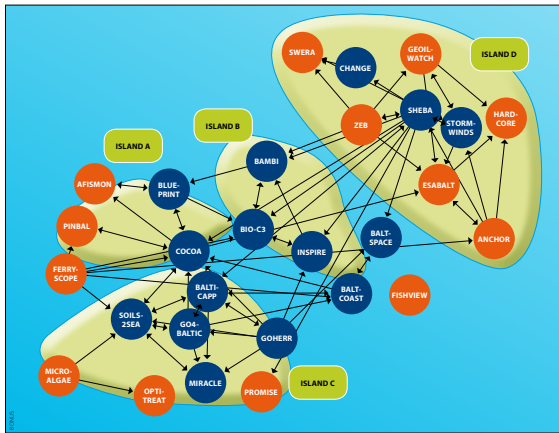 SWERA
CHANGE
GEOIL-
WATCH
ISLAND D
SHEBA
STORM-
WINDS
HARD-
CORE
ZEB
ISLAND B
ISLAND A
BAMBI
AFISMON
BLUE-
PRINT
ESABALT
PINBAL
BIO-C3
BALT-
SPACE
ANCHOR
COCOA
INSPIRE
FERRY-
SCOPE
BALTI-
CAPP
BALT-
COAST
FISHVIEW
SOILS-
2SEA
GO4-
BALTIC
GOHERR
MICRO-
ALGAE
OPTI-
TREAT
MIRACLE
PROMISE
ISLAND C
BONUS